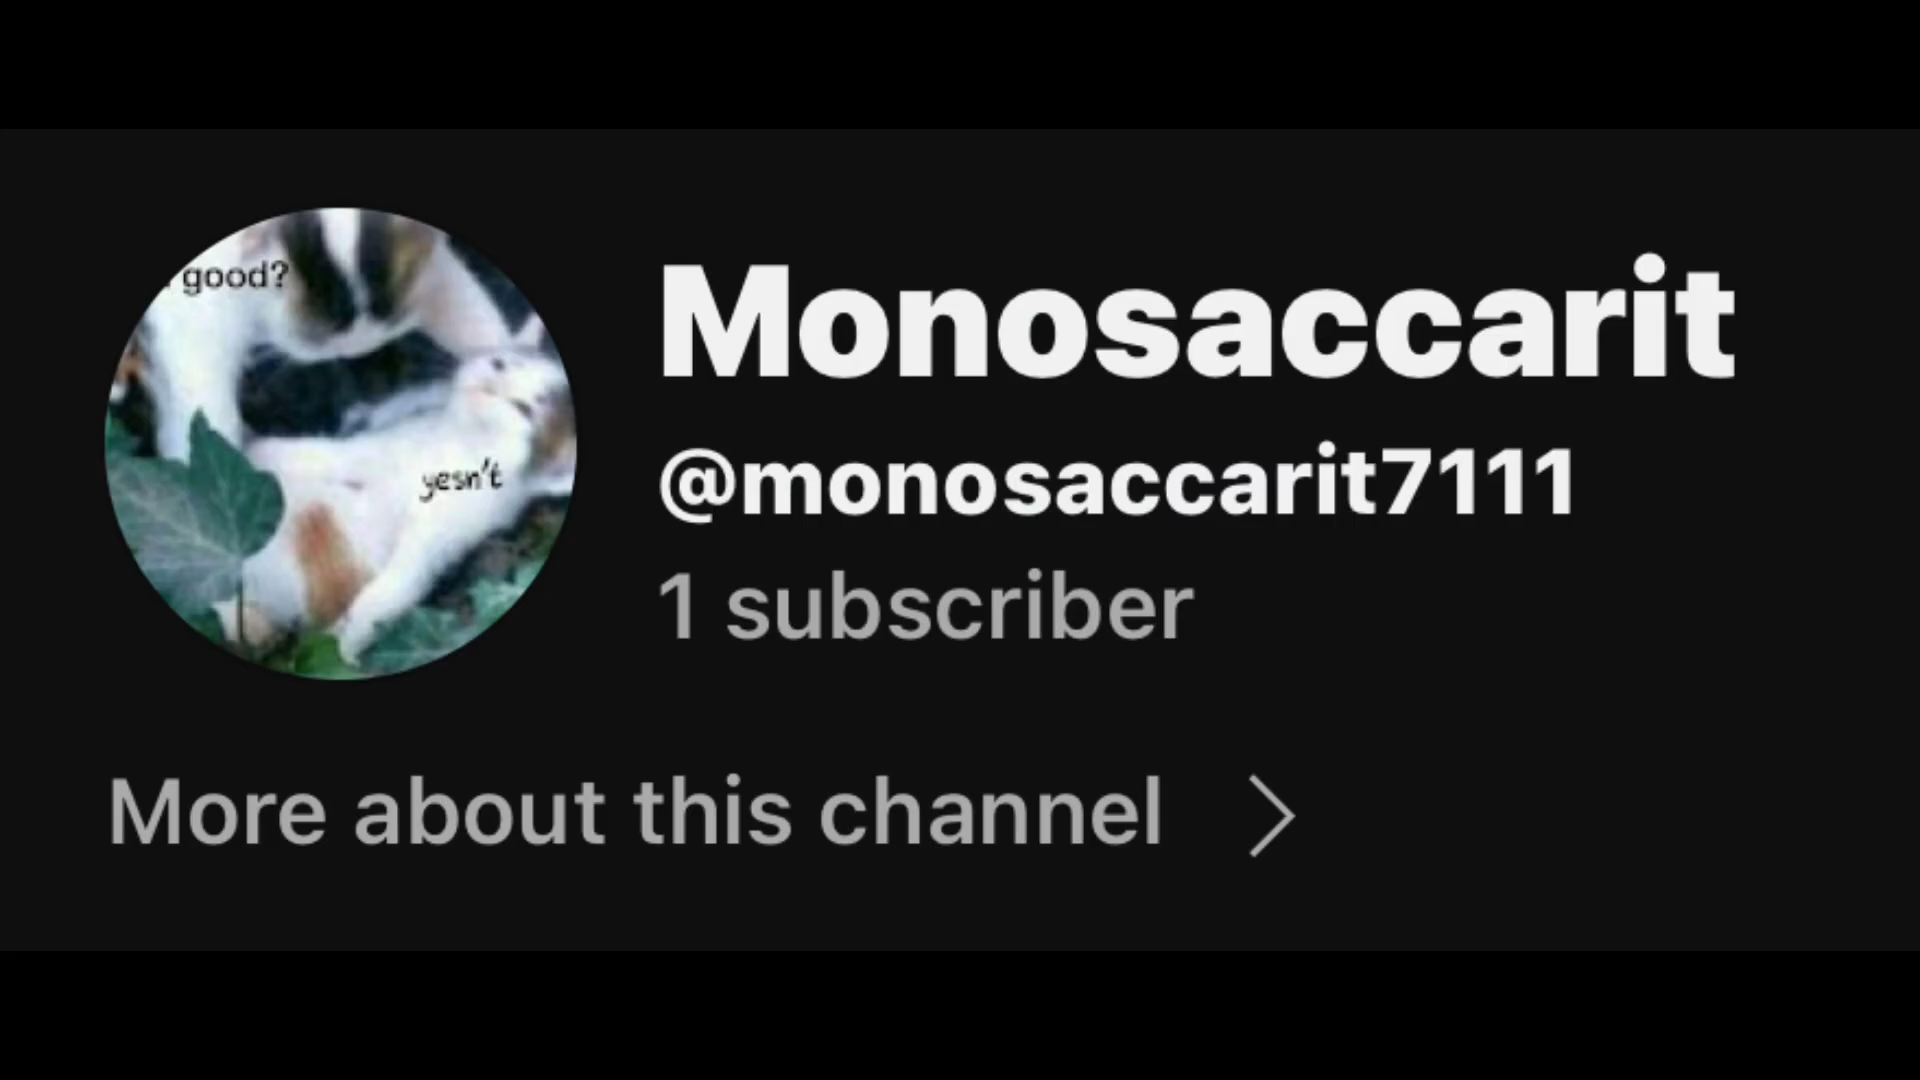 good?
yesn't
Monosaccarit
@monosaccarit7111
1 subscriber
More about this channel